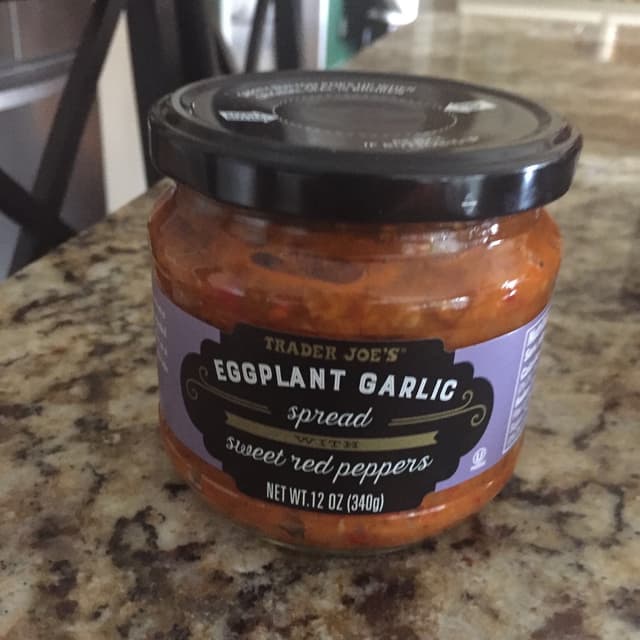 TRADER JOE'S
EGGPLANT GARLIC
spread
WITH
sweet red peppers
NET WT. 12 OZ (340g)